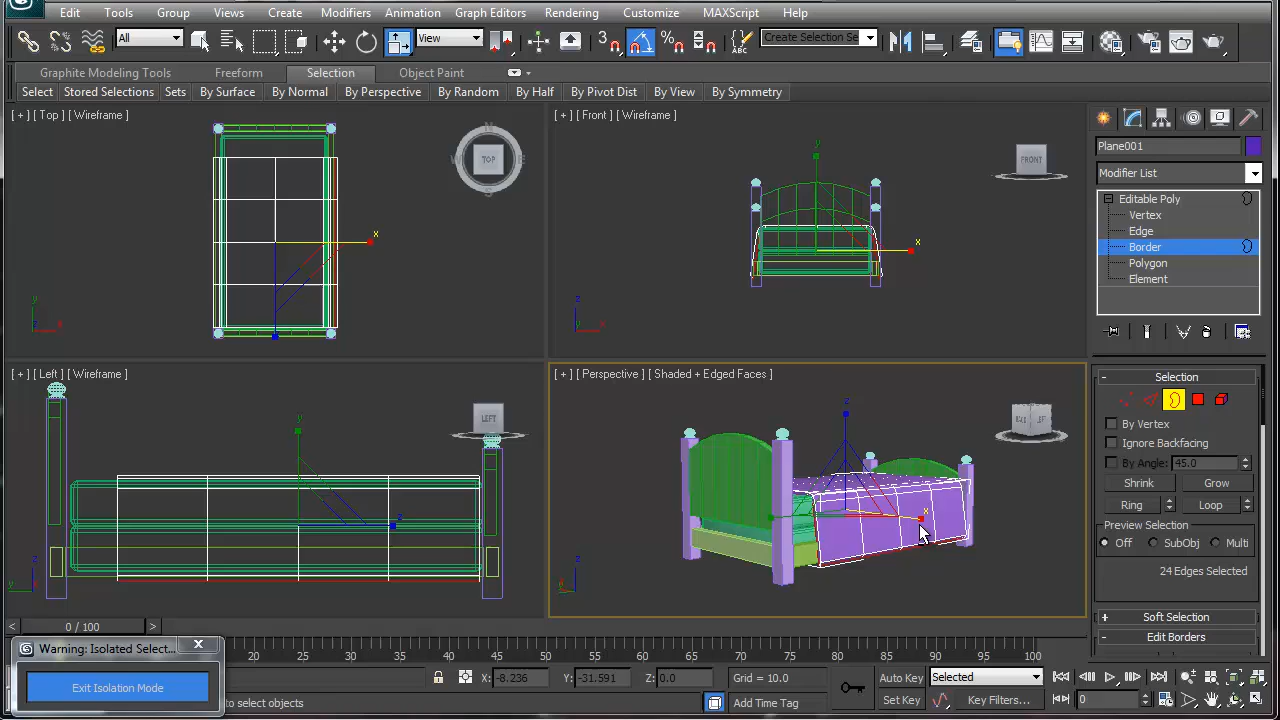 Edit Tools Group Views Create Modifiers Animation Graph Editors Rendering Customize MAXScript Help
All View 3 Create Selection Se
Graphite Modeling Tools Freeform Selection Object Paint
Select Stored Selections Sets By Surface By Normal By Perspective By Random By Half By Pivot Dist By View By Symmetry
[ + ] [ Top ] [ Wireframe ]
TOP
x
y
x
[ + ] [ Front ] [ Wireframe ]
FRONT
y
x
z
x
[ + ] [ Left ] [ Wireframe ]
LEFT
y
z
z
y
[ + ] [ Perspective ] [ Shaded + Edged Faces ]
z
x
z
Plane001
Modifier List
Editable Poly
Vertex
Edge
Border
Polygon
Element
- Selection
By Vertex
Ignore Backfacing
By Angle: 45.0
Shrink Grow
Ring Loop
Preview Selection
Off SubObj Multi
24 Edges Selected
+ Soft Selection
- Edit Borders
< 0 / 100 >
Warning: Isolated Select... X
Exit Isolation Mode
20 25 30 35 40 45 50 55 60 65 70 75 80 85 90 95 100
X: -8.236 Y: -31.591 Z: 0.0 Grid = 10.0 Auto Key Selected
to select objects Add Time Tag Set Key Key Filters... 0